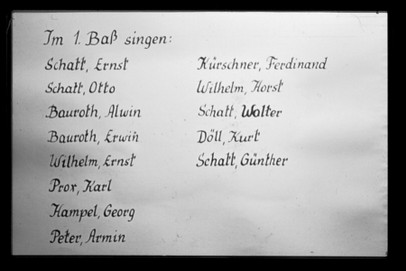 Im 1. Baß singen:
Schatt, Ernst
Schatt, Otto
Bauroth, Alwin
Bauroth, Erwin
Wilhelm, Ernst
Prox, Karl
Hampel, Georg
Peter, Armin
Kürschner, Ferdinand
Wilhelm, Horst
Schatt, Walter
Döll, Kurt
Schatt, Günther